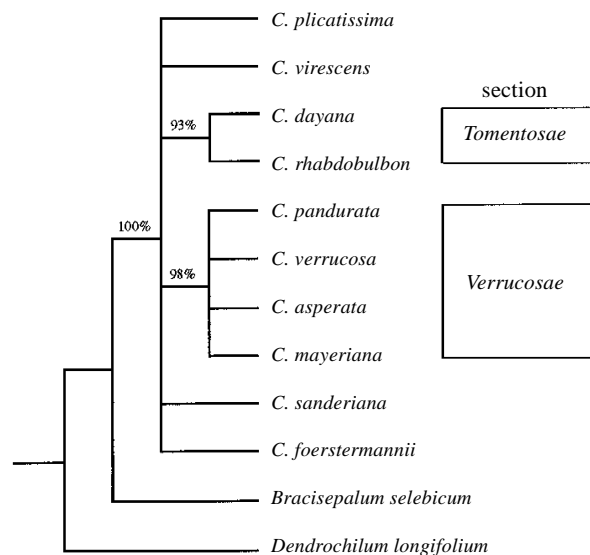 C. plicatissima
C. virescens
section
C. dayana
93%
Tomentosae
C. rhabdobulbon
C. pandurata
100%
C. verrucosa
98%
Verrucosae
C. asperata
C. mayeriana
C. sanderiana
C. foerstermannii
Bracisepalum selebicum
Dendrochilum longifolium